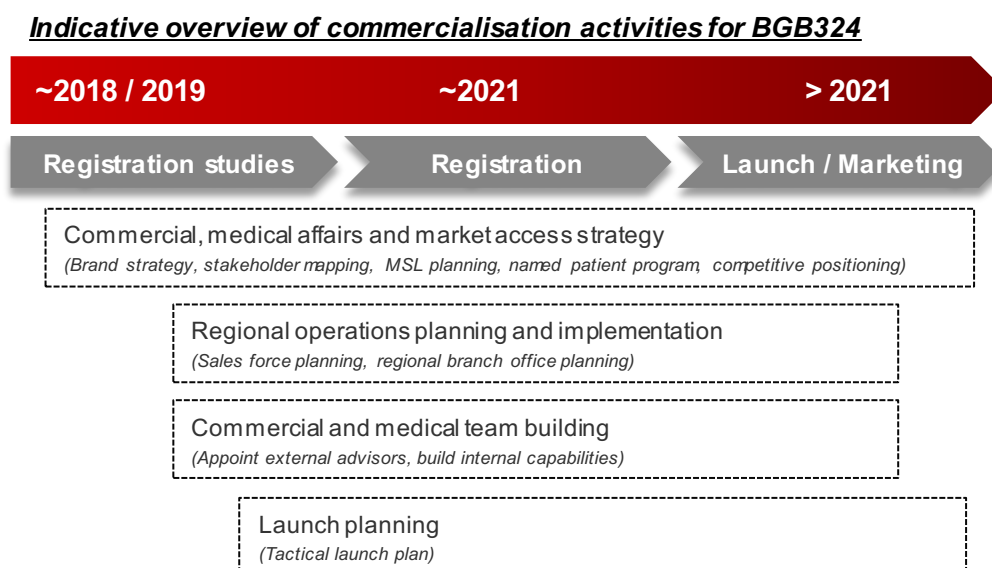 Indicative overview of commercialisation activities for BGB324
~2018 / 2019 ~2021 > 2021
Registration studies Registration Launch / Marketing
Commercial, medical affairs and market access strategy
(Brand strategy, stakeholder mapping, MSL planning, named patient program, competitive positioning)
Regional operations planning and implementation
(Sales force planning, regional branch office planning)
Commercial and medical team building
(Appoint external advisors, build internal capabilities)
Launch planning
(Tactical launch plan)